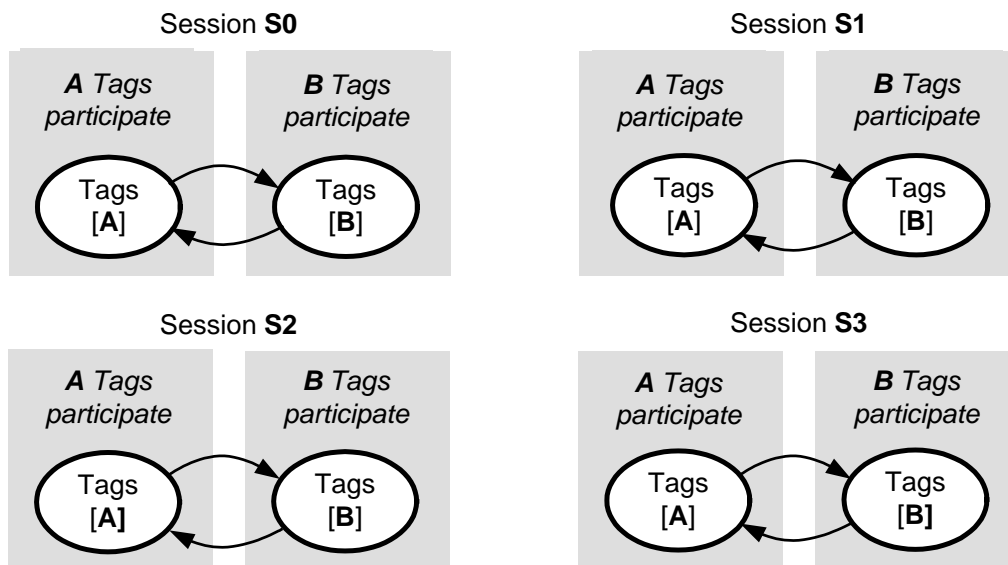 Session S0
A Tags
participate
B Tags
participate
Tags
[A]
Tags
[B]
Session S1
A Tags
participate
B Tags
participate
Tags
[A]
Tags
[B]
Session S2
A Tags
participate
B Tags
participate
Tags
[A]
Tags
[B]
Session S3
A Tags
participate
B Tags
participate
Tags
[A]
Tags
[B]